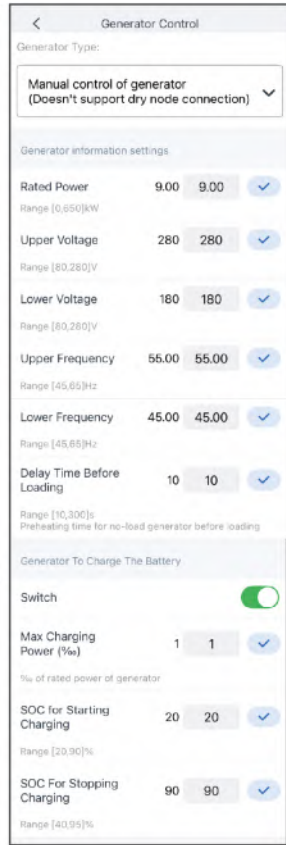 Generator Control
Generator Type:
Manual control of generator
(Doesn't support dry node connection)
Generator information settings
Rated Power 9.00 9.00
Range [0,650]kW
Upper Voltage 280 280
Range [80,280]V
Lower Voltage 180 180
Range [80,280]V
Upper Frequency 55.00 55.00
Range [45,65]Hz
Lower Frequency 45.00 45.00
Range [45,65]Hz
Delay Time Before
Loading 10 10
Range [10,300]s
Preheating time for no-load generator before loading
Generator To Charge The Battery
Switch
Max Charging
Power (‰) 1 1
‰ of rated power of generator
SOC for Starting
Charging 20 20
Range [20,90]%
SOC For Stopping
Charging 90 90
Range [40,95]%